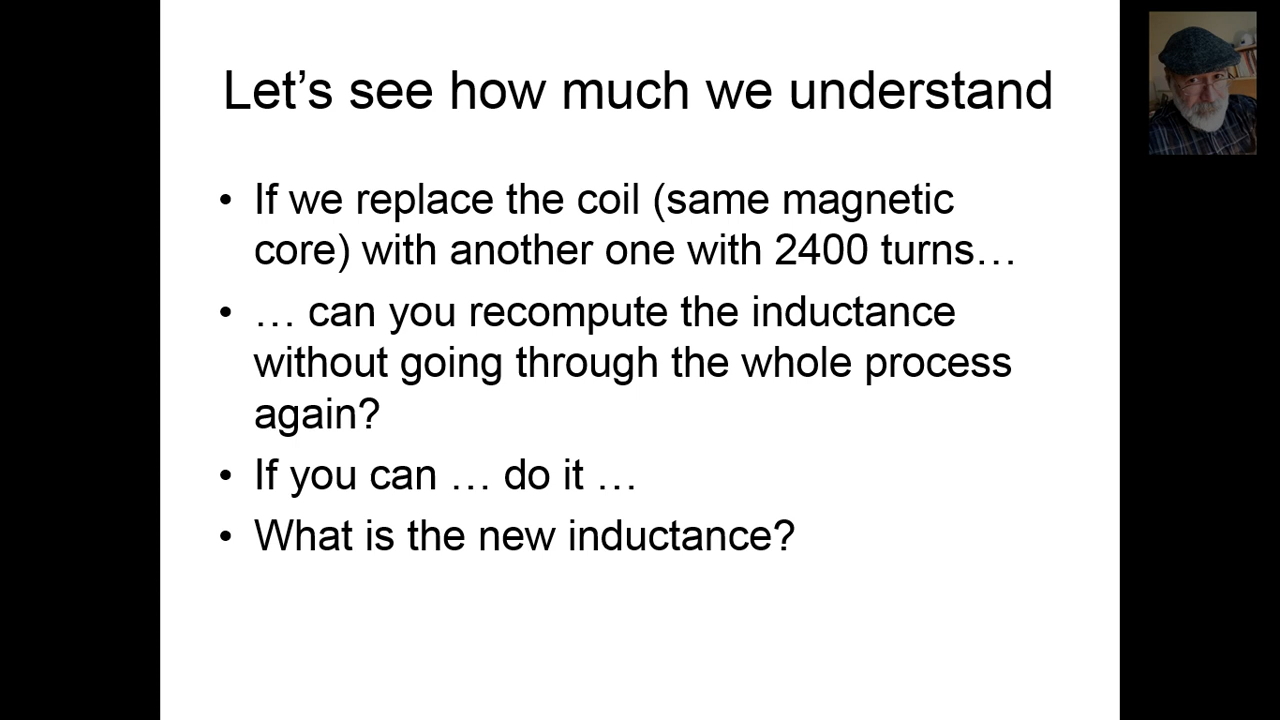 Let’s see how much we understand
• If we replace the coil (same magnetic
core) with another one with 2400 turns…
• … can you recompute the inductance
without going through the whole process
again?
• If you can … do it …
• What is the new inductance?